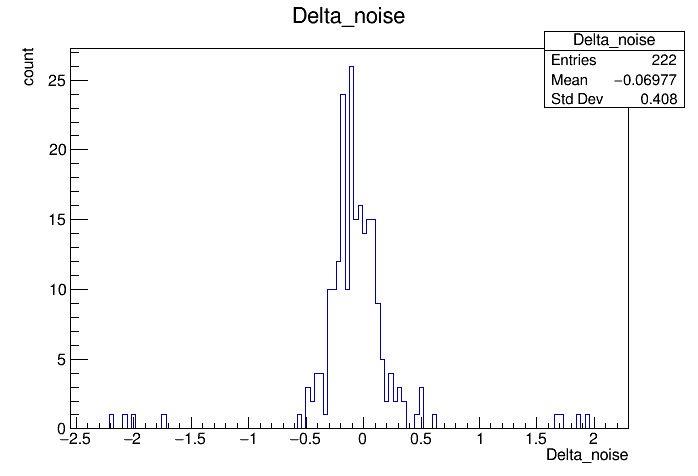 Delta_noise
Delta_noise
Entries 222
Mean −0.06977
Std Dev 0.408
count
25
20
15
10
5
0
−2.5 −2 −1.5 −1 −0.5 0 0.5 1 1.5 2
Delta_noise